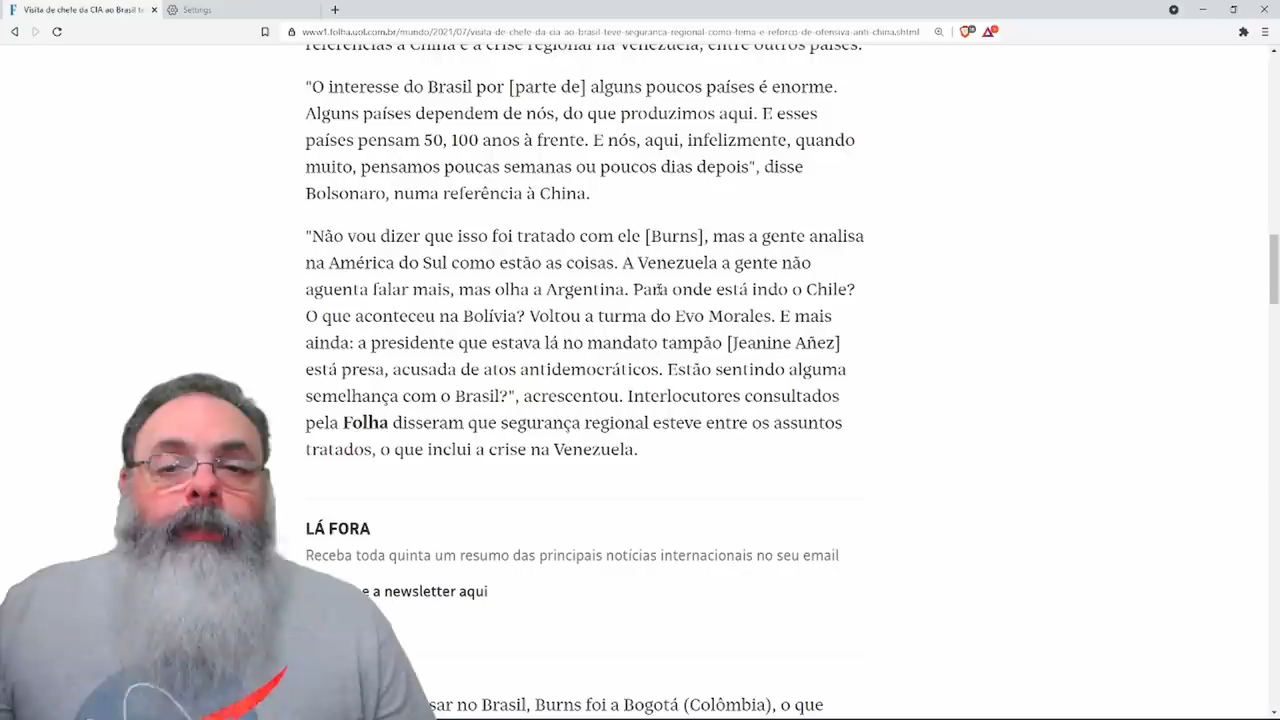 Visita de chefe da CIA ao Brasil te
Settings
www1.folha.uol.com.br/mundo/2021/07/visita-de-chefe-da-cia-ao-brasil-teve-seguranca-regional-como-tema-e-reforco-de-ofensiva-anti-china.shtml
referências à China e à crise regional na Venezuela, entre outros países.
"O interesse do Brasil por [parte de] alguns poucos países é enorme.
Alguns países dependem de nós, do que produzimos aqui. E esses
países pensam 50, 100 anos à frente. E nós, aqui, infelizmente, quando
muito, pensamos poucas semanas ou poucos dias depois", disse
Bolsonaro, numa referência à China.
"Não vou dizer que isso foi tratado com ele [Burns], mas a gente analisa
na América do Sul como estão as coisas. A Venezuela a gente não
aguenta falar mais, mas olha a Argentina. Para onde está indo o Chile?
O que aconteceu na Bolívia? Voltou a turma do Evo Morales. E mais
ainda: a presidente que estava lá no mandato tampão [Jeanine Añez]
está presa, acusada de atos antidemocráticos. Estão sentindo alguma
semelhança com o Brasil?", acrescentou. Interlocutores consultados
pela Folha disseram que segurança regional esteve entre os assuntos
tratados, o que inclui a crise na Venezuela.
LÁ FORA
Receba toda quinta um resumo das principais notícias internacionais no seu email
e a newsletter aqui
sar no Brasil, Burns foi a Bogotá (Colômbia), o que